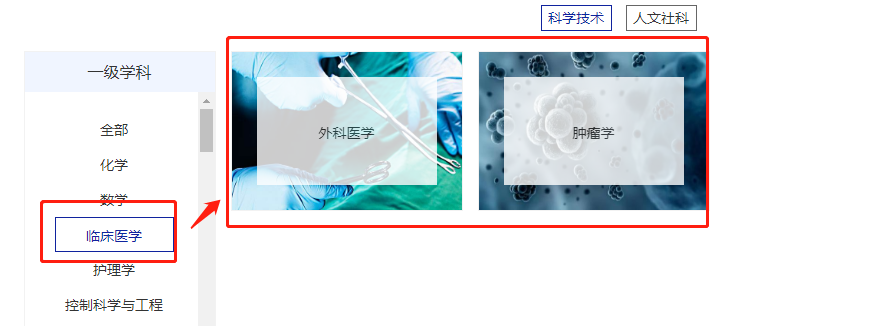 科学技术
人文社科
一级学科
全部
化学
数学
临床医学
护理学
控制科学与工程
外科医学
肿瘤学